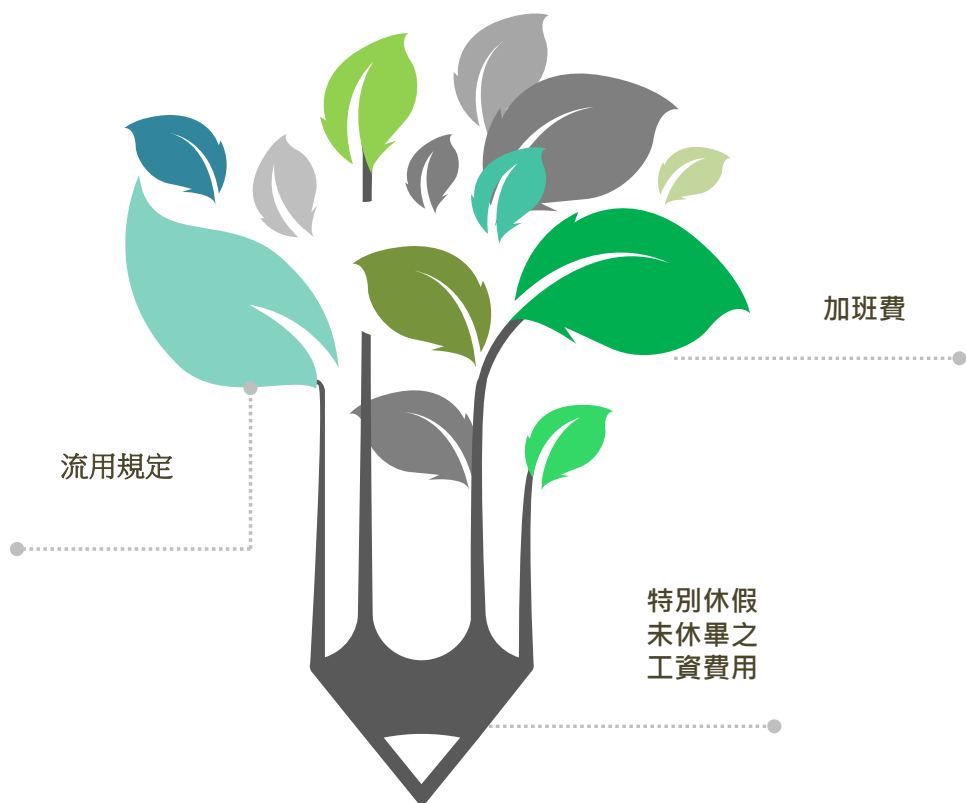 加班費
流用規定
特別休假
未休畢之
工資費用